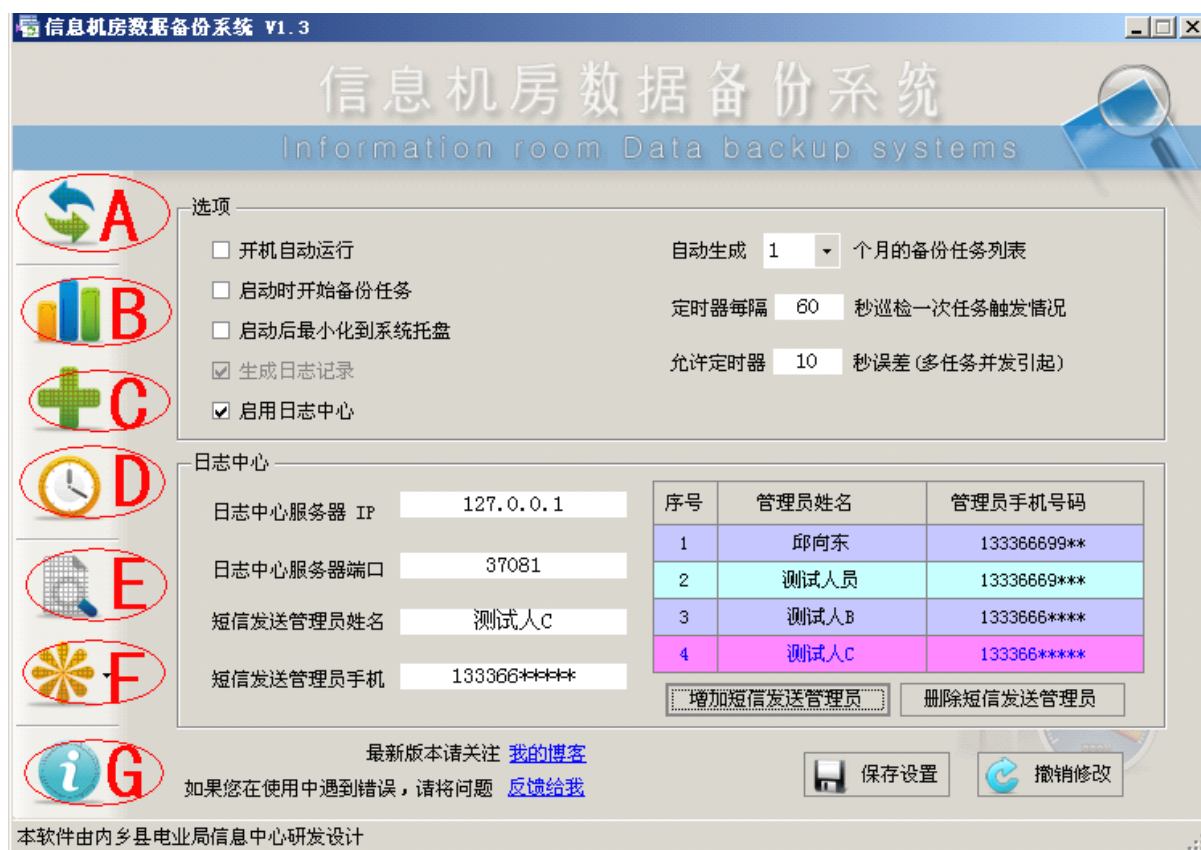 信息机房数据备份系统 V1.3
信息机房数据备份系统
Information room Data backup systems
A
B
C
D
E
F
G
选项
开机自动运行
启动时开始备份任务
启动后最小化到系统托盘
生成日志记录
启用日志中心
自动生成 1 个月的备份任务列表
定时器每隔 60 秒巡检一次任务触发情况
允许定时器 10 秒误差(多任务并发引起)
日志中心
日志中心服务器 IP 127.0.0.1
日志中心服务器端口 37081
短信发送管理员姓名 测试人C
短信发送管理员手机 133366*****
序号 管理员姓名 管理员手机号码
1 邱向东 133366699**
2 测试人员 13336669***
3 测试人B 1333666****
4 测试人C 133366*****
增加短信发送管理员 删除短信发送管理员
最新版本请关注 我的博客
如果您在使用中遇到错误，请将问题 反馈给我
保存设置 撤销修改
本软件由内乡县电业局信息中心研发设计